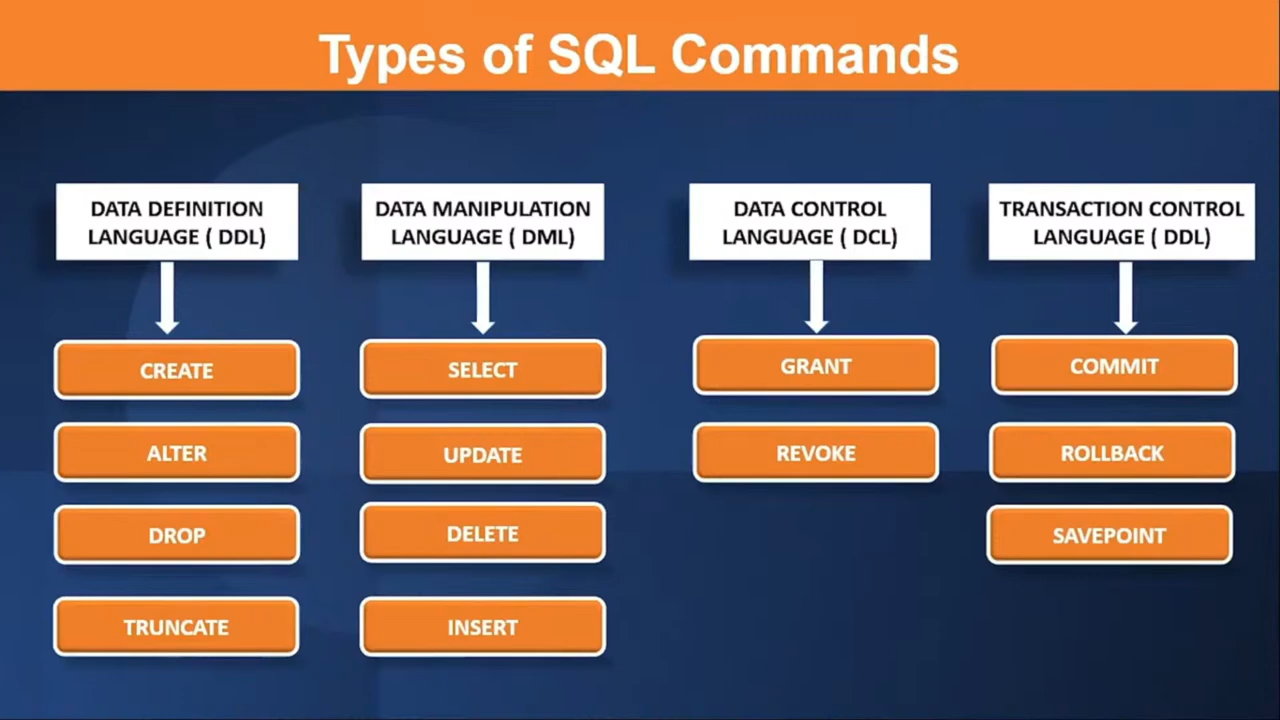 Types of SQL Commands
DATA DEFINITION
LANGUAGE ( DDL)
CREATE
ALTER
DROP
TRUNCATE
DATA MANIPULATION
LANGUAGE ( DML)
SELECT
UPDATE
DELETE
INSERT
DATA CONTROL
LANGUAGE ( DCL)
GRANT
REVOKE
TRANSACTION CONTROL
LANGUAGE ( DDL)
COMMIT
ROLLBACK
SAVEPOINT